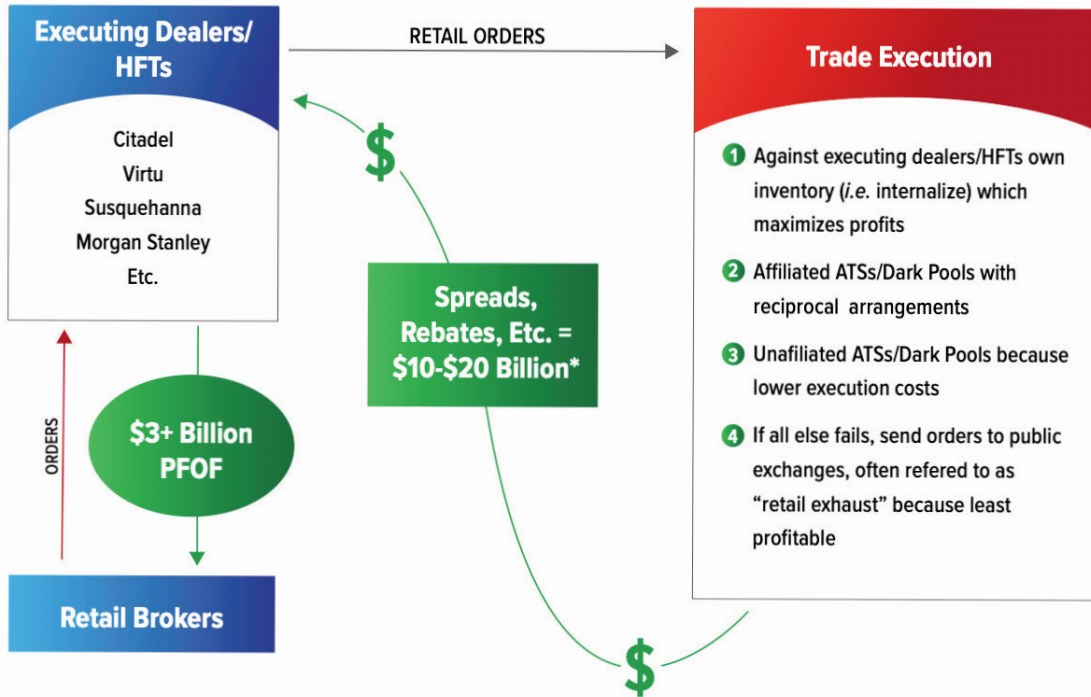 Executing Dealers/
HFTs
Citadel
Virtu
Susquehanna
Morgan Stanley
Etc.
RETAIL ORDERS
Trade Execution
1 Against executing dealers/HFTs own
inventory (i.e. internalize) which
maximizes profits
2 Affiliated ATSs/Dark Pools with
reciprocal arrangements
3 Unafiliated ATSs/Dark Pools because
lower execution costs
4 If all else fails, send orders to public
exchanges, often refered to as
“retail exhaust” because least
profitable
$
Spreads,
Rebates, Etc. =
$10-$20 Billion*
$
ORDERS
$3+ Billion
PFOF
Retail Brokers